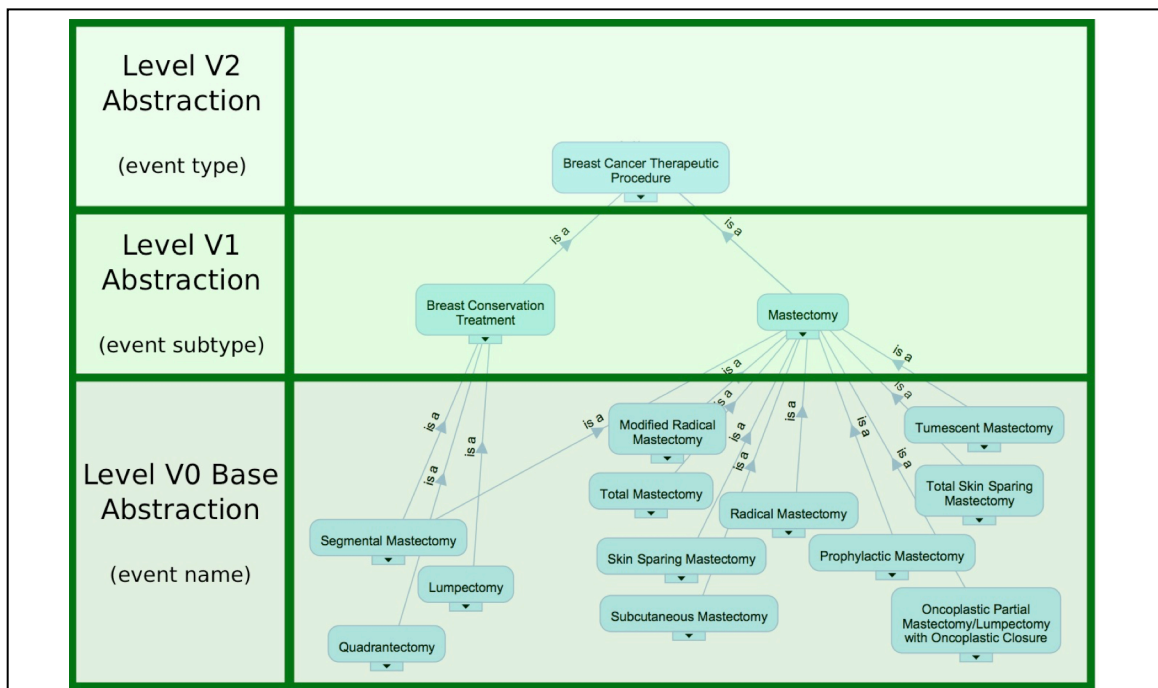 Level V2
Abstraction
(event type)
Breast Cancer Therapeutic
Procedure
Level V1
Abstraction
(event subtype)
is a
is a
Breast Conservation
Treatment
Mastectomy
Level V0 Base
Abstraction
(event name)
is a
is a
is a
is a
is a
is a
is a
is a
is a
is a
is a
is a
is a
Modified Radical
Mastectomy
Tumescent Mastectomy
Total Mastectomy
Total Skin Sparing
Mastectomy
Radical Mastectomy
Segmental Mastectomy
Skin Sparing Mastectomy
Prophylactic Mastectomy
Lumpectomy
Subcutaneous Mastectomy
Oncoplastic Partial
Mastectomy/Lumpectomy
with Oncoplastic Closure
Quadrantectomy